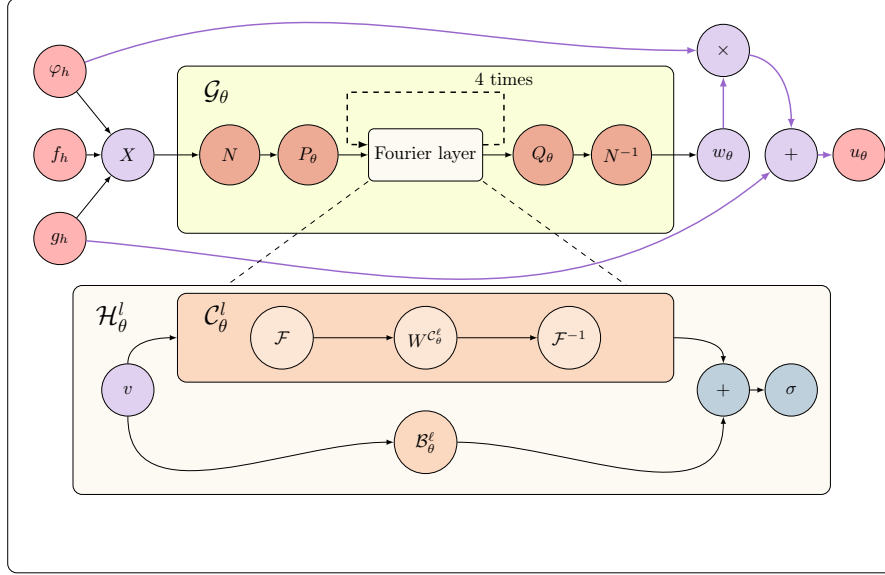 φ_h
×
4 times
𝒢_θ
f_h
X
N
P_θ
Fourier layer
Q_θ
N^{-1}
w_θ
+
u_θ
g_h
ℋ_θ^l
𝒞_θ^l
ℱ
W^{𝒞_θ^ℓ}
ℱ^{-1}
v
+
σ
ℬ_θ^ℓ